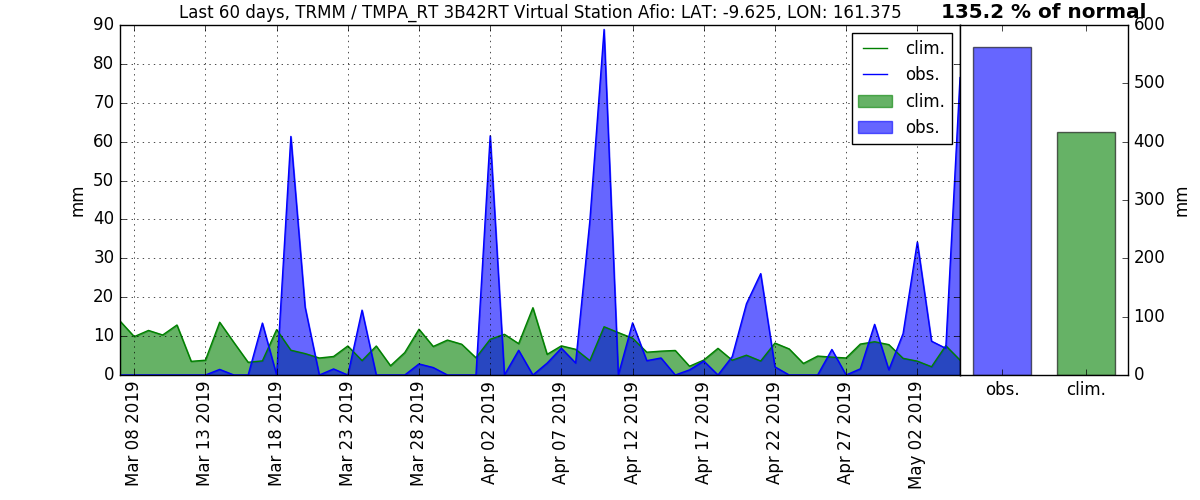 Last 60 days, TRMM / TMPA_RT 3B42RT Virtual Station Afio: LAT: -9.625, LON: 161.375
135.2 % of normal
90
80
70
60
50
40
30
20
10
0
mm
clim.
obs.
clim.
obs.
Mar 08 2019
Mar 13 2019
Mar 18 2019
Mar 23 2019
Mar 28 2019
Apr 02 2019
Apr 07 2019
Apr 12 2019
Apr 17 2019
Apr 22 2019
Apr 27 2019
May 02 2019
600
500
400
300
200
100
0
mm
obs.
clim.